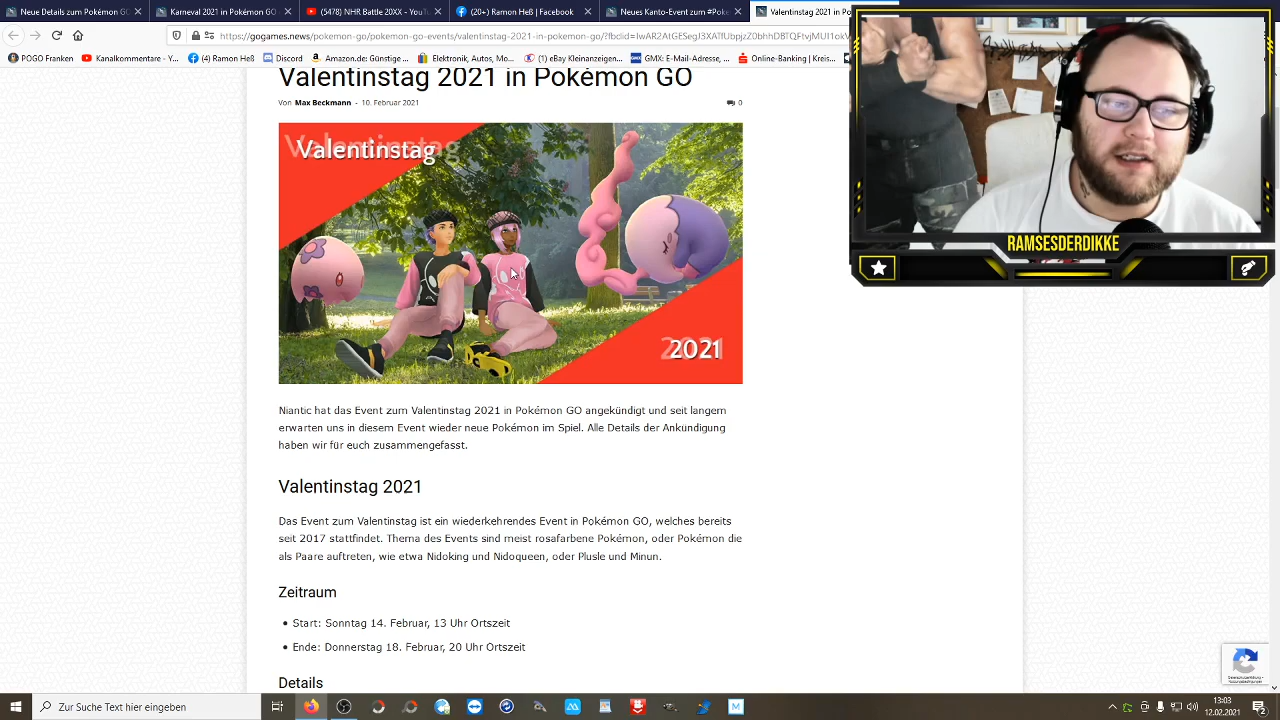 Neue Details zum Pokémon GO
Karneval 2021 in Pokémon GO
(5478) NHR Battle 20XX - YouTu
(20+) Ramon Heß | Facebook
Neues Kanto-Event zum #Poke
Valentinstag 2021 in Po
https://gogames.news/
POGO Franken
Kanalkommentare - Y...
(4) Ramon Heß
Discord
Amazon.de: Günstige ...
Elektronik, Autos, Mo...
(1) eBay Kleinanzeigen...
GMX: E-Mail-Adresse...
Online-Banking | Kreis...
Valentinstag 2021 in Pokémon GO
Von Max Beckmann - 10. Februar 2021
0
Valentinstag
2021
RAMSESDERDIKKE
Niantic hat das Event zum Valentinstag 2021 in Pokémon GO angekündigt und seit langem
erwarten uns in diesem Event wieder neue Pokémon im Spiel. Alle Details der Ankündigung
haben wir für euch zusammengefasst.
Valentinstag 2021
Das Event zum Valentinstag ist ein wiederkehrendes Event in Pokémon GO, welches bereits
seit 2017 stattfindet. Thema des Events sind meist rosafarbene Pokémon, oder Pokémon die
als Paare auftreten, wie etwa Nidoking und Nidoqueen, oder Plusle und Minun.
Zeitraum
• Start: Sonntag 14. Februar, 13 Uhr Ortszeit
• Ende: Donnerstag 18. Februar, 20 Uhr Ortszeit
Details
Zur Suche Text hier eingeben
13:03
12.02.2021